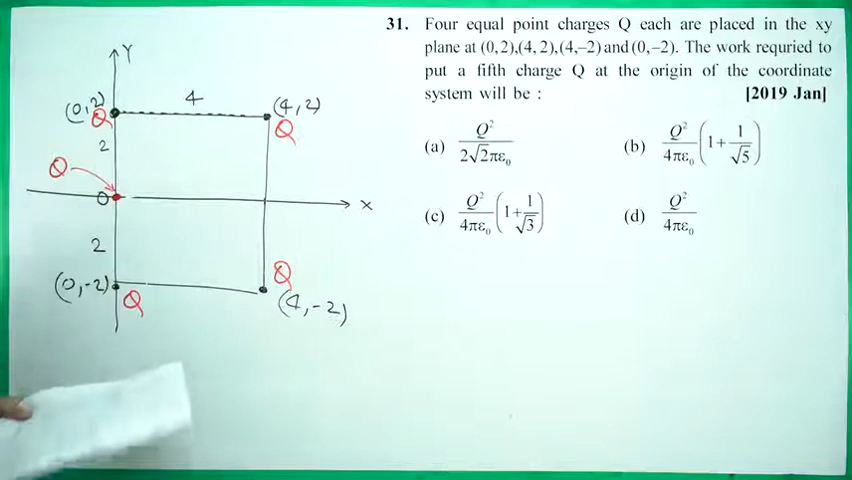 31. Four equal point charges Q each are placed in the xy
plane at (0, 2),(4, 2),(4,–2) and (0,–2). The work requried to
put a fifth charge Q at the origin of the coordinate
system will be : [2019 Jan]
(a) Q²/(2√2πε₀) (b) Q²/(4πε₀) (1 + 1/√5)
(c) Q²/(4πε₀) (1 + 1/√3) (d) Q²/(4πε₀)
Y
(0,2) Q 4 (4,2)
Q
2
Q
0 X
2
(0,-2) Q Q
(4,-2)